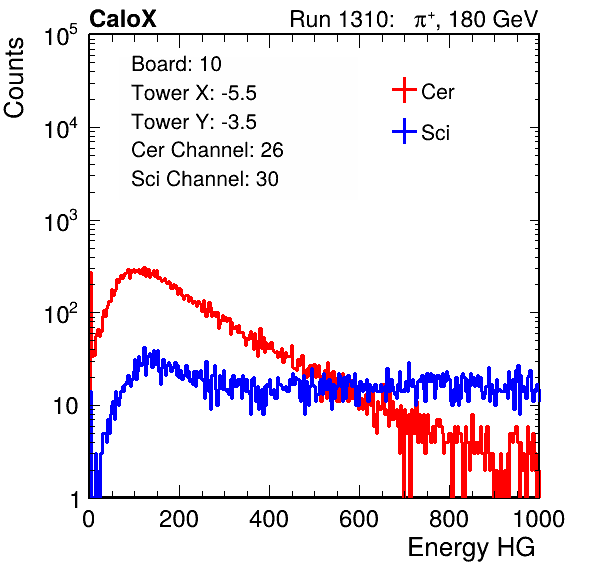 CaloX Run 1310: π⁺, 180 GeV
Counts
Board: 10
Tower X: -5.5
Tower Y: -3.5
Cer Channel: 26
Sci Channel: 30
Cer
Sci
10⁵
10⁴
10³
10²
10
1
0 200 400 600 800 1000
Energy HG